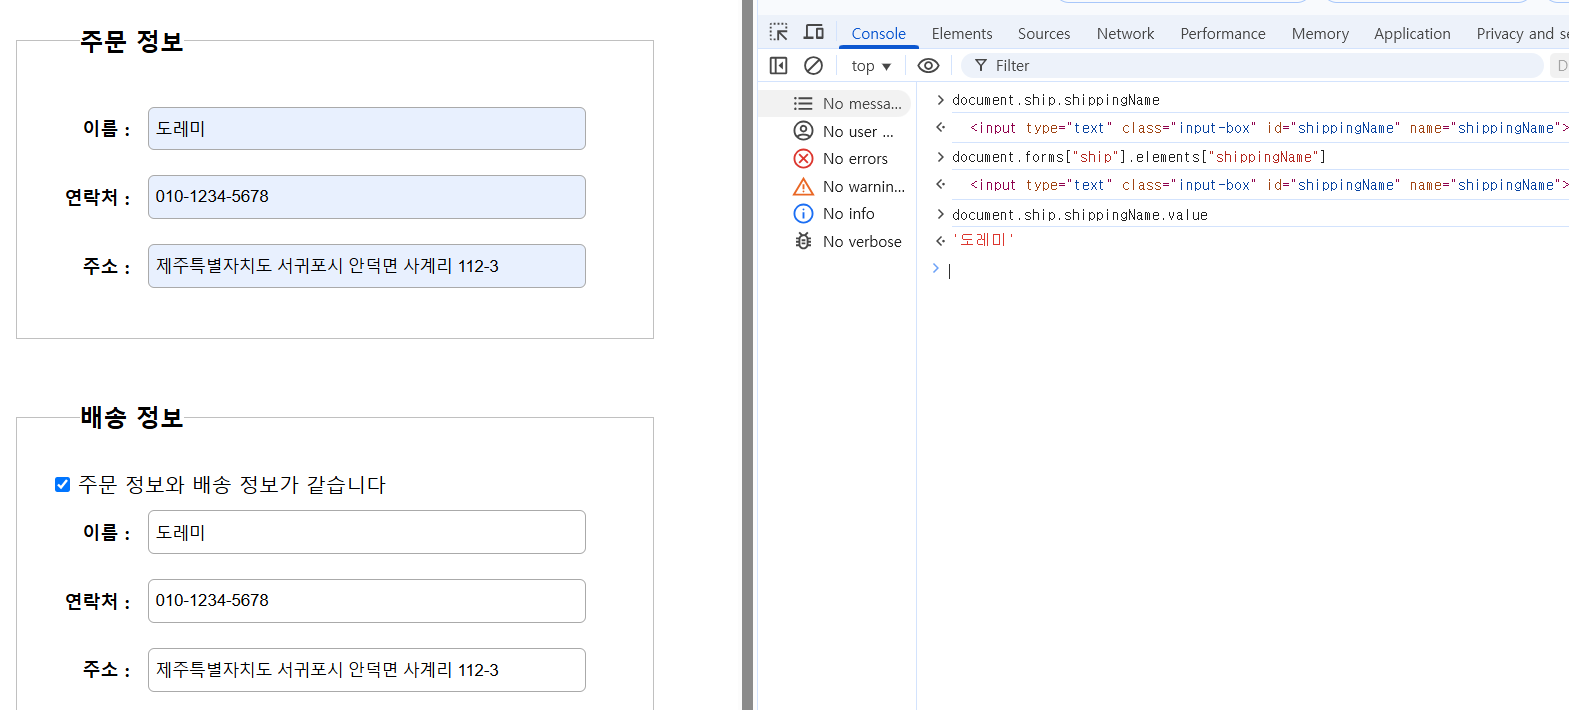 주문 정보
이름 : 도레미
연락처 : 010-1234-5678
주소 : 제주특별자치도 서귀포시 안덕면 사계리 112-3
배송 정보
주문 정보와 배송 정보가 같습니다
이름 : 도레미
연락처 : 010-1234-5678
주소 : 제주특별자치도 서귀포시 안덕면 사계리 112-3
Console Elements Sources Network Performance Memory Application Privacy and se
top ▼ Filter D
No messa...
No user ...
No errors
No warnin...
No info
No verbose
> document.ship.shippingName
<input type="text" class="input-box" id="shippingName" name="shippingName">
> document.forms["ship"].elements["shippingName"]
<input type="text" class="input-box" id="shippingName" name="shippingName">
> document.ship.shippingName.value
'도레미'
>